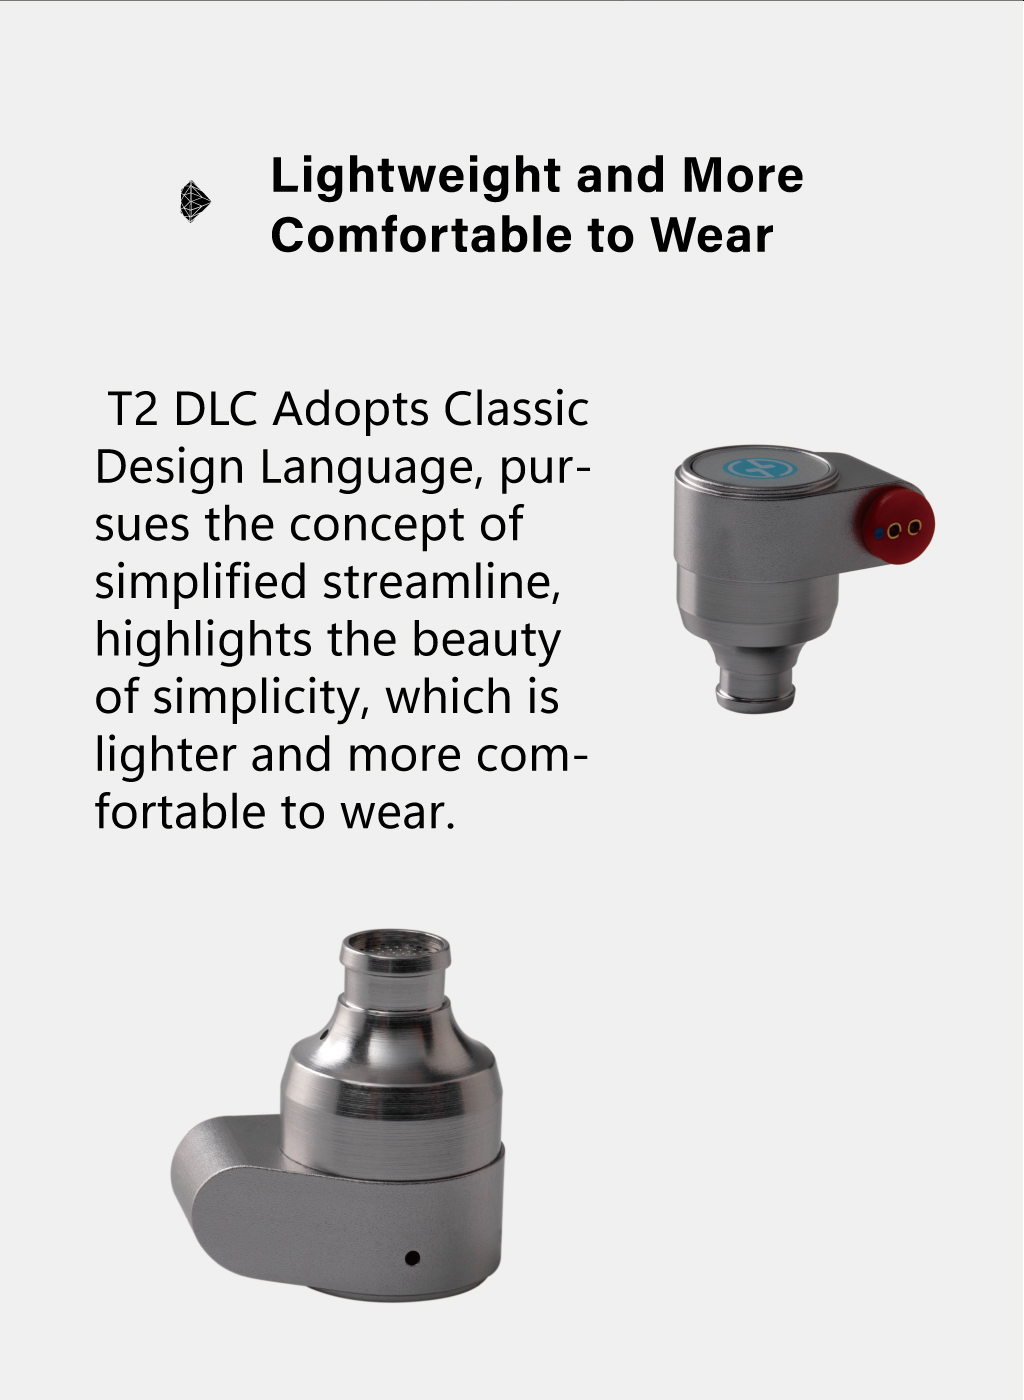 Lightweight and More
Comfortable to Wear
T2 DLC Adopts Classic
Design Language, pur-
sues the concept of
simplified streamline,
highlights the beauty
of simplicity, which is
lighter and more com-
fortable to wear.